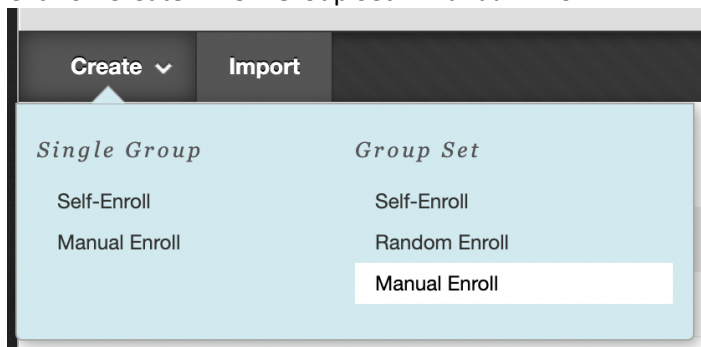 Create Import
Single Group
Self-Enroll
Manual Enroll
Group Set
Self-Enroll
Random Enroll
Manual Enroll